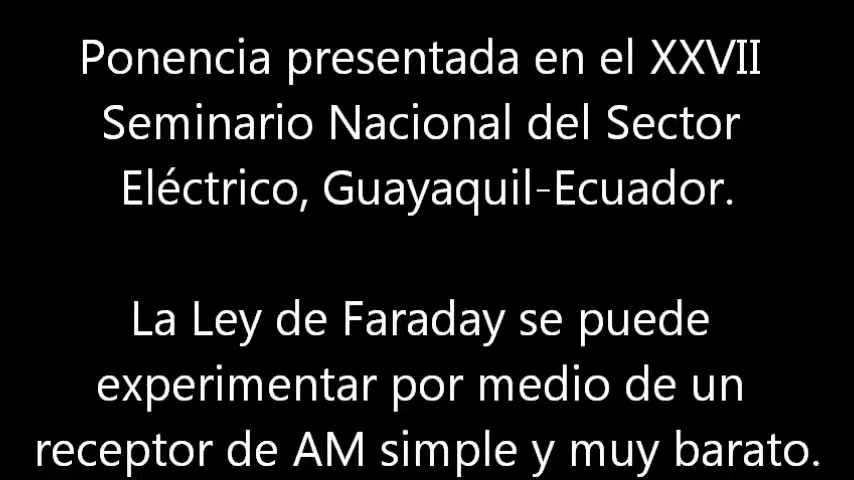 Ponencia presentada en el XXVII
Seminario Nacional del Sector
Eléctrico, Guayaquil-Ecuador.
La Ley de Faraday se puede
experimentar por medio de un
receptor de AM simple y muy barato.